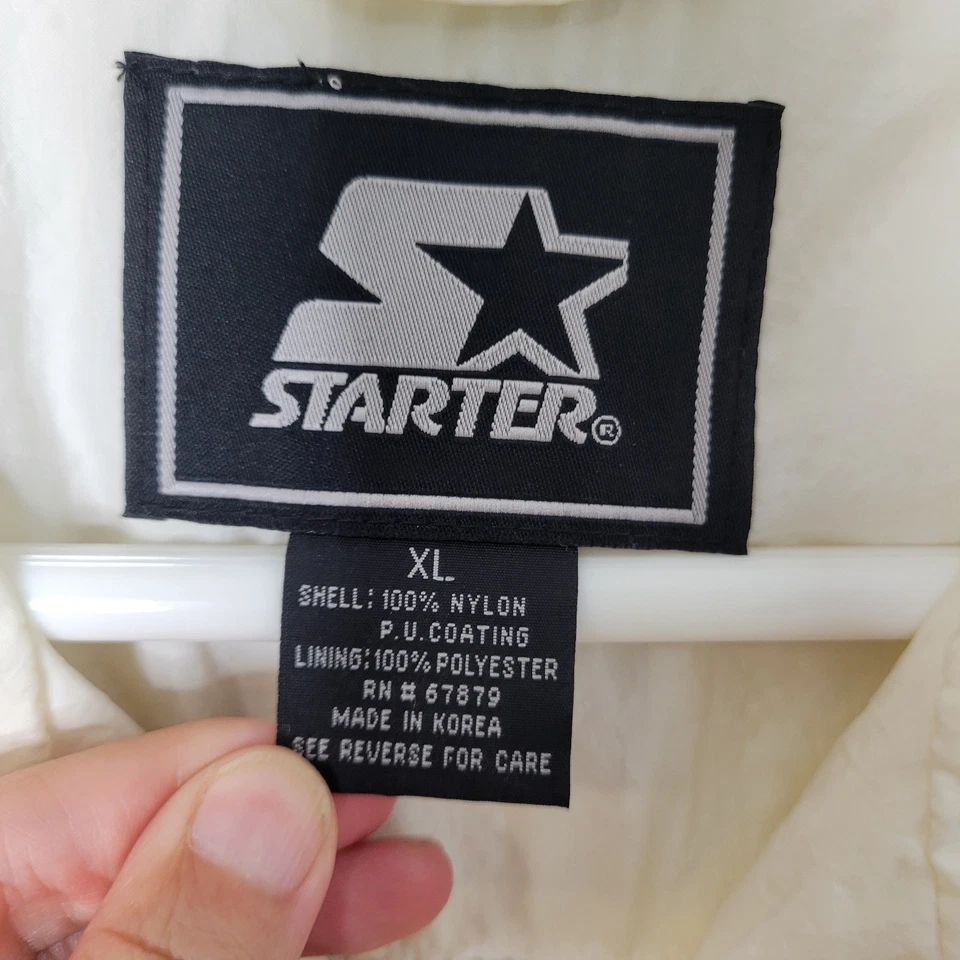 STARTER®
XL
SHELL: 100% NYLON
P.U.COATING
LINING: 100% POLYESTER
RN # 67879
MADE IN KOREA
SEE REVERSE FOR CARE